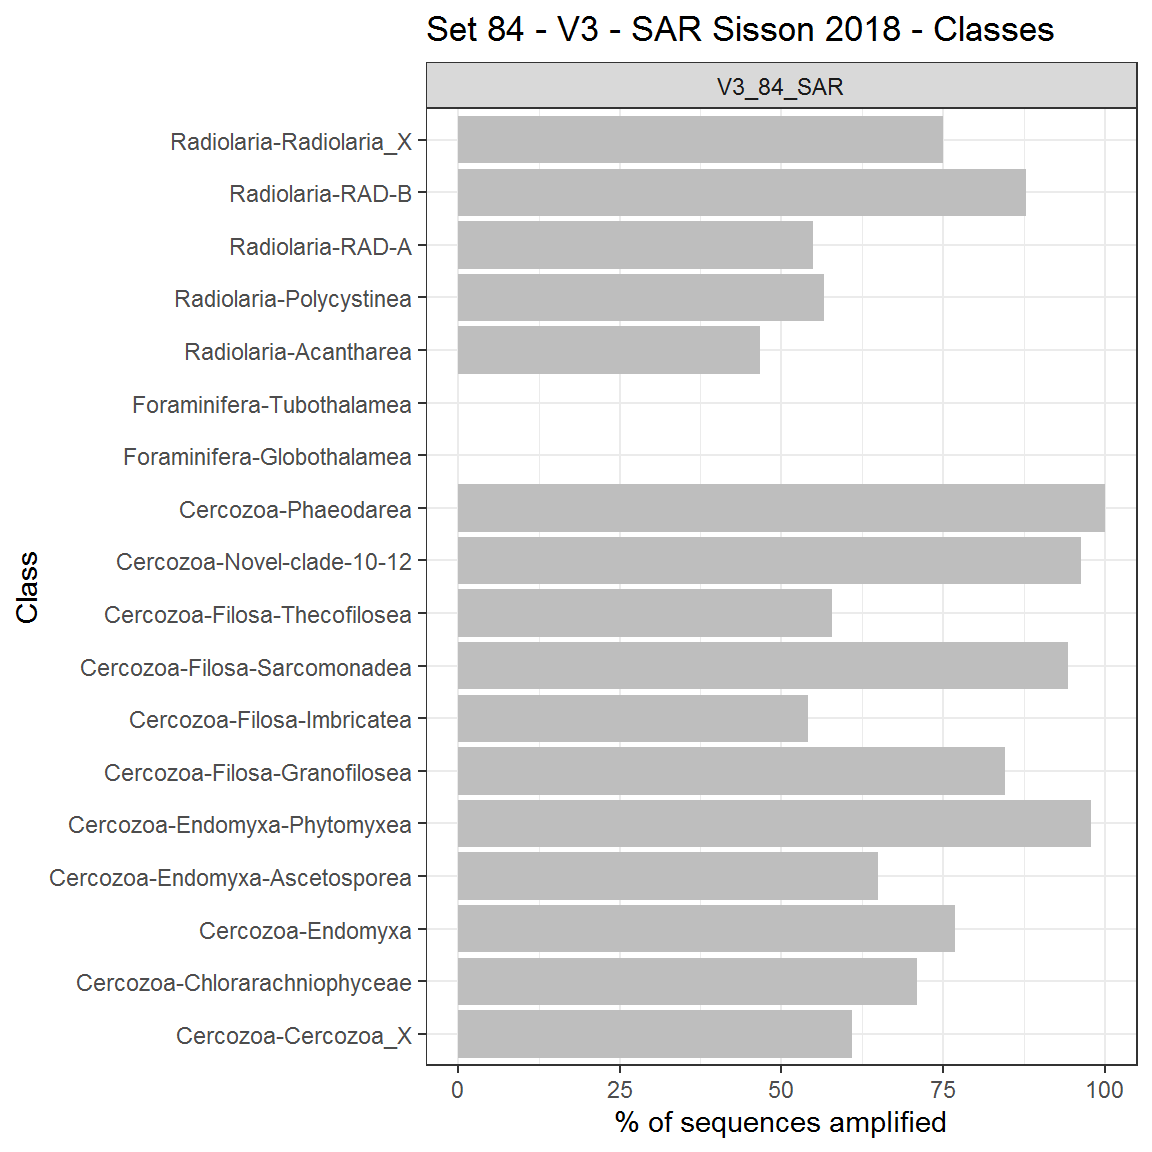 Set 84 - V3 - SAR Sisson 2018 - Classes
V3_84_SAR
Radiolaria-Radiolaria_X
Radiolaria-RAD-B
Radiolaria-RAD-A
Radiolaria-Polycystinea
Radiolaria-Acantharea
Foraminifera-Tubothalamea
Foraminifera-Globothalamea
Cercozoa-Phaeodarea
Cercozoa-Novel-clade-10-12
Cercozoa-Filosa-Thecofilosea
Cercozoa-Filosa-Sarcomonadea
Cercozoa-Filosa-Imbricatea
Cercozoa-Filosa-Granofilosea
Cercozoa-Endomyxa-Phytomyxea
Cercozoa-Endomyxa-Ascetosporea
Cercozoa-Endomyxa
Cercozoa-Chlorarachniophyceae
Cercozoa-Cercozoa_X
Class
0 25 50 75 100
% of sequences amplified